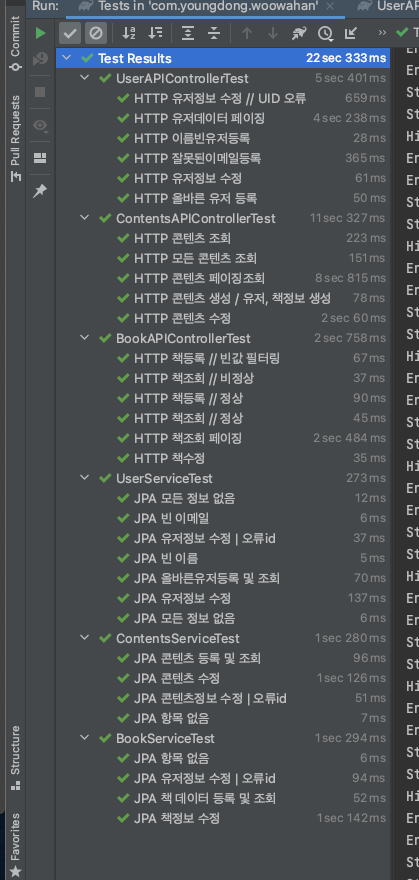 Run: Tests in 'com.youngdong.woowahan' × UserAP
Commit
Pull Requests
Structure
Favorites
Test Results 22 sec 333 ms
UserAPIControllerTest 5 sec 401 ms
HTTP 유저정보 수정 // UID 오류 659 ms
HTTP 유저데이터 페이징 4 sec 238 ms
HTTP 이름빈유저등록 28 ms
HTTP 잘못된이메일등록 365 ms
HTTP 유저정보 수정 61 ms
HTTP 올바른 유저 등록 50 ms
ContentsAPIControllerTest 11 sec 327 ms
HTTP 콘텐츠 조회 223 ms
HTTP 모든 콘텐츠 조회 151 ms
HTTP 콘텐츠 페이징조회 8 sec 815 ms
HTTP 콘텐츠 생성 / 유저, 책정보 생성 78 ms
HTTP 콘텐츠 수정 2 sec 60 ms
BookAPIControllerTest 2 sec 758 ms
HTTP 책등록 // 빈값 필터링 67 ms
HTTP 책조회 // 비정상 37 ms
HTTP 책등록 // 정상 90 ms
HTTP 책조회 // 정상 45 ms
HTTP 책조회 페이징 2 sec 484 ms
HTTP 책수정 35 ms
UserServiceTest 273 ms
JPA 모든 정보 없음 12 ms
JPA 빈 이메일 6 ms
JPA 유저정보 수정 | 오류id 37 ms
JPA 빈 이름 5 ms
JPA 올바른유저등록 및 조회 70 ms
JPA 유저정보 수정 137 ms
JPA 모든 정보 없음 6 ms
ContentsServiceTest 1 sec 280 ms
JPA 콘텐츠 등록 및 조회 96 ms
JPA 콘텐츠 수정 1 sec 126 ms
JPA 콘텐츠정보 수정 | 오류id 51 ms
JPA 항목 없음 7 ms
BookServiceTest 1 sec 294 ms
JPA 항목 없음 6 ms
JPA 유저정보 수정 | 오류id 94 ms
JPA 책 데이터 등록 및 조회 52 ms
JPA 책정보 수정 1 sec 142 ms